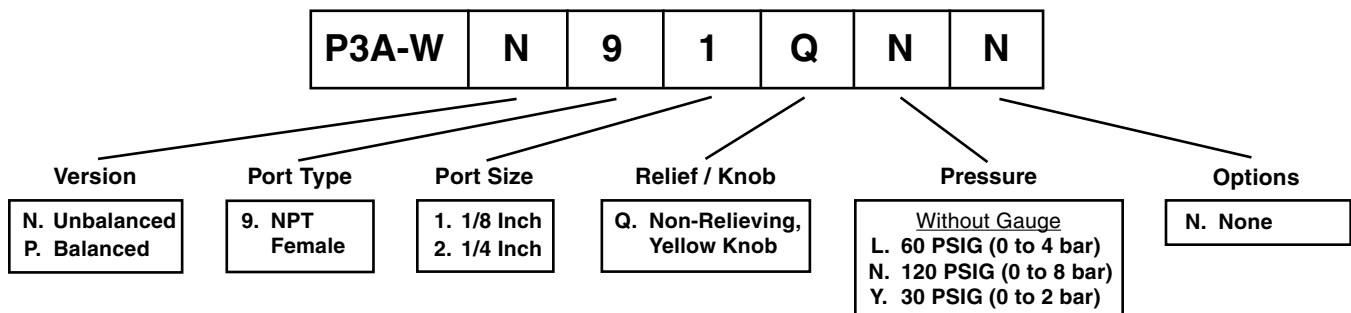 P3A-W N 9 1 Q N N
Version
N. Unbalanced
P. Balanced
Port Type
9. NPT
Female
Port Size
1. 1/8 Inch
2. 1/4 Inch
Relief / Knob
Q. Non-Relieving,
Yellow Knob
Pressure
Without Gauge
L. 60 PSIG (0 to 4 bar)
N. 120 PSIG (0 to 8 bar)
Y. 30 PSIG (0 to 2 bar)
Options
N. None